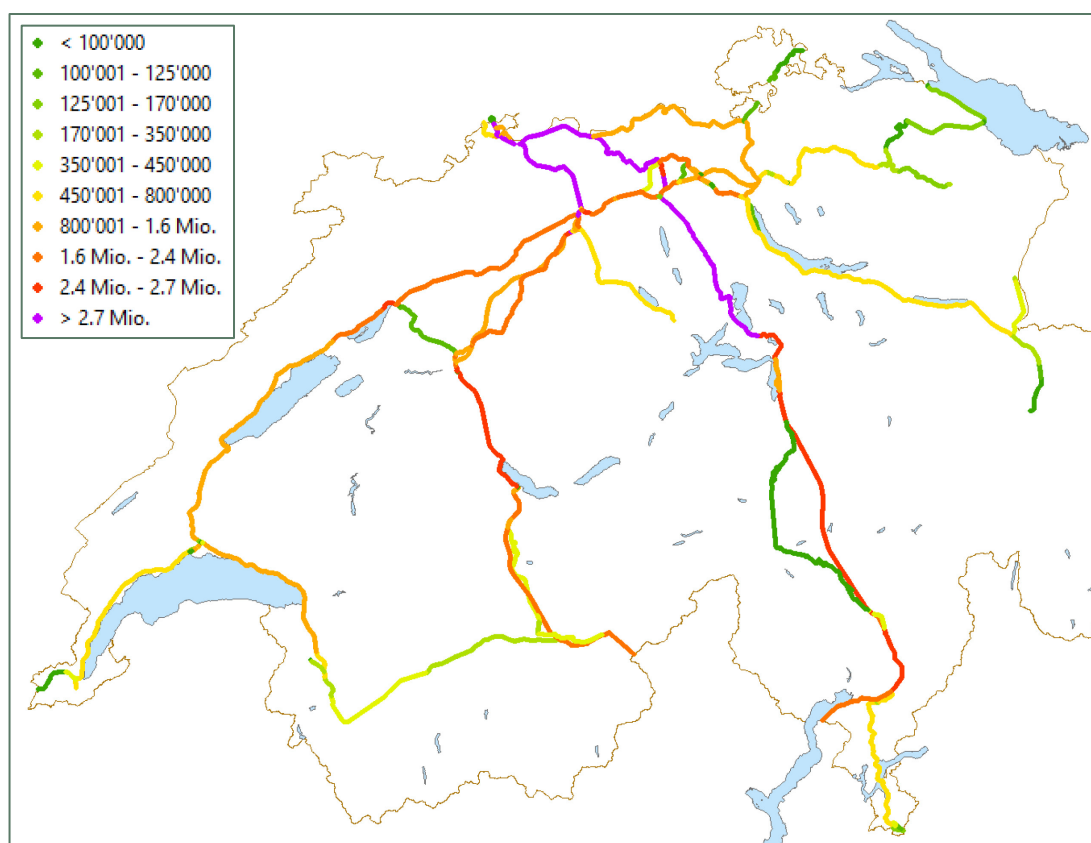 < 100'000
100'001 - 125'000
125'001 - 170'000
170'001 - 350'000
350'001 - 450'000
450'001 - 800'000
800'001 - 1.6 Mio.
1.6 Mio. - 2.4 Mio.
2.4 Mio. - 2.7 Mio.
> 2.7 Mio.